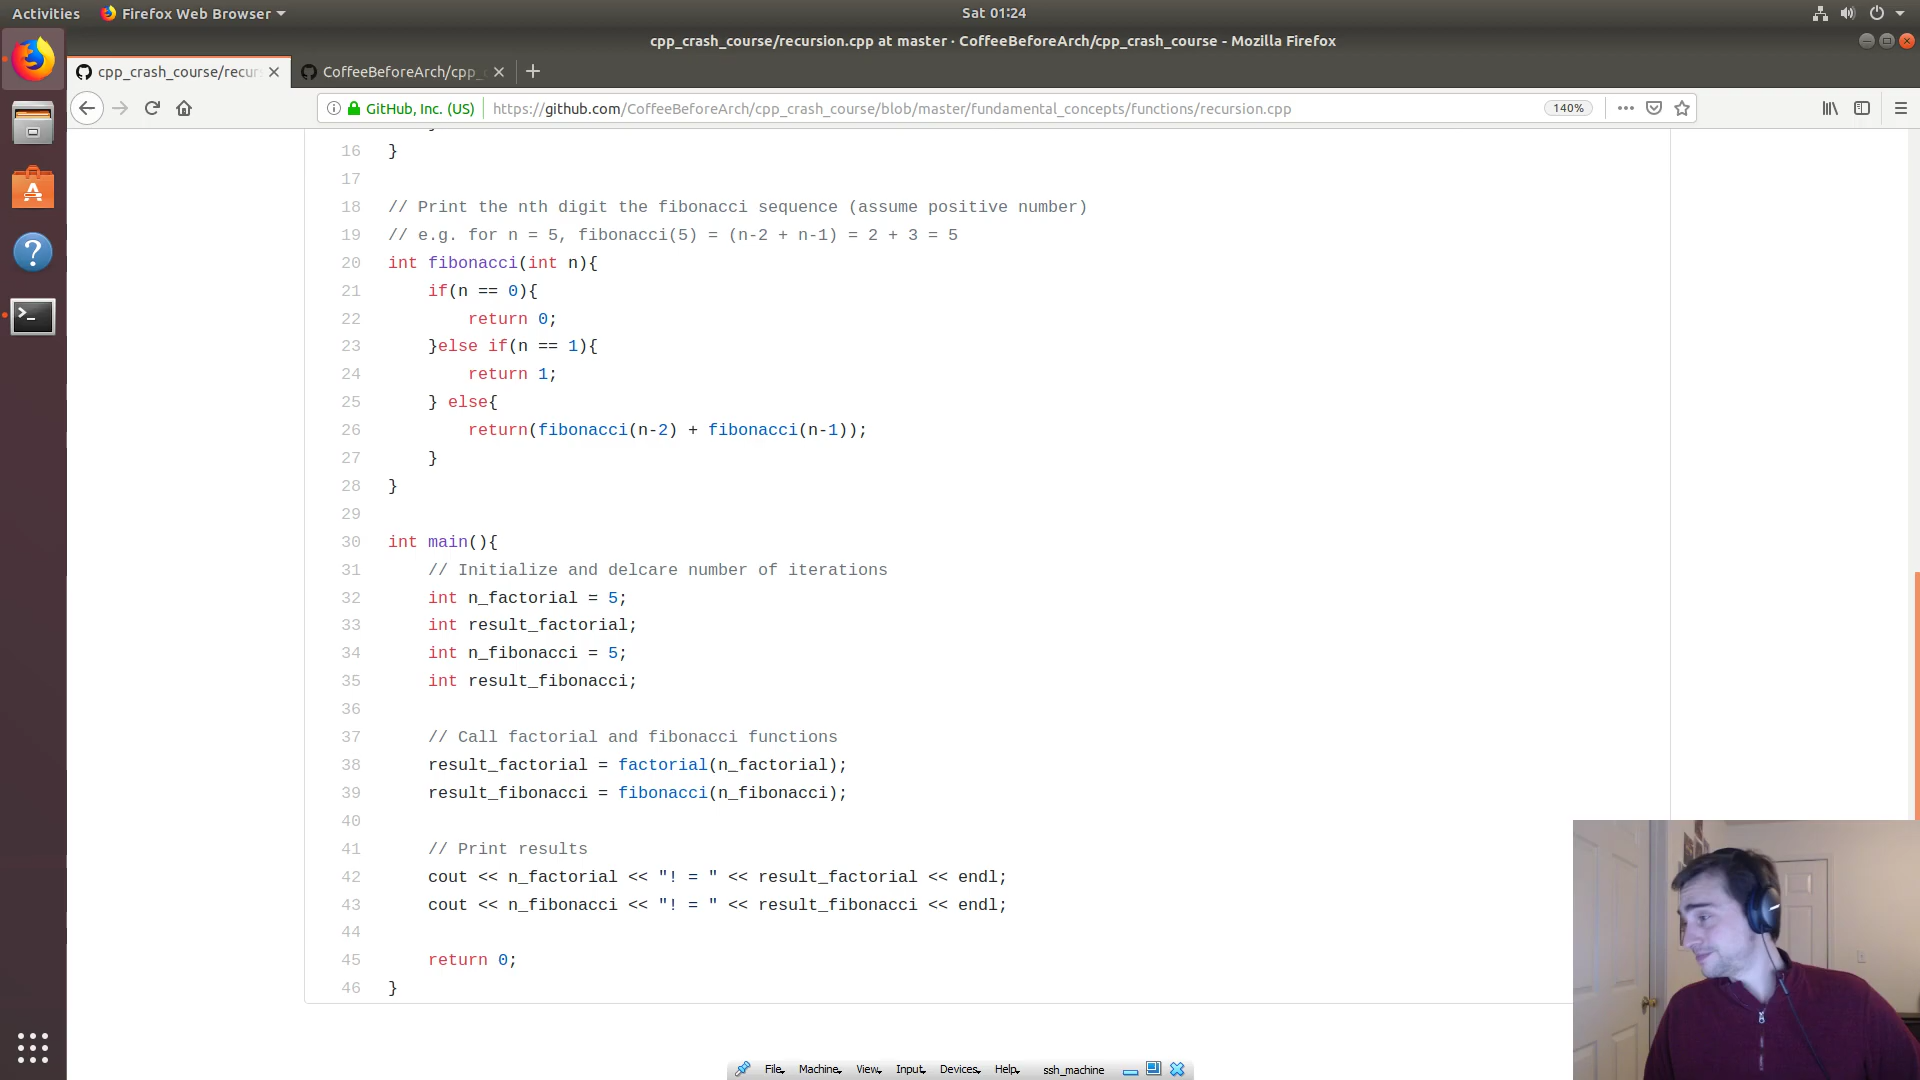 Activities
Firefox Web Browser
Sat 01:24
cpp_crash_course/recursion.cpp at master · CoffeeBeforeArch/cpp_crash_course - Mozilla Firefox
cpp_crash_course/recurs
CoffeeBeforeArch/cpp_
GitHub, Inc. (US)
https://github.com/CoffeeBeforeArch/cpp_crash_course/blob/master/fundamental_concepts/functions/recursion.cpp
140%
16 }
17
18 // Print the nth digit the fibonacci sequence (assume positive number)
19 // e.g. for n = 5, fibonacci(5) = (n-2 + n-1) = 2 + 3 = 5
20 int fibonacci(int n){
21 if(n == 0){
22 return 0;
23 }else if(n == 1){
24 return 1;
25 } else{
26 return(fibonacci(n-2) + fibonacci(n-1));
27 }
28 }
29
30 int main(){
31 // Initialize and delcare number of iterations
32 int n_factorial = 5;
33 int result_factorial;
34 int n_fibonacci = 5;
35 int result_fibonacci;
36
37 // Call factorial and fibonacci functions
38 result_factorial = factorial(n_factorial);
39 result_fibonacci = fibonacci(n_fibonacci);
40
41 // Print results
42 cout << n_factorial << "! = " << result_factorial << endl;
43 cout << n_fibonacci << "! = " << result_fibonacci << endl;
44
45 return 0;
46 }
File Machine View Input Devices Help ssh_machine